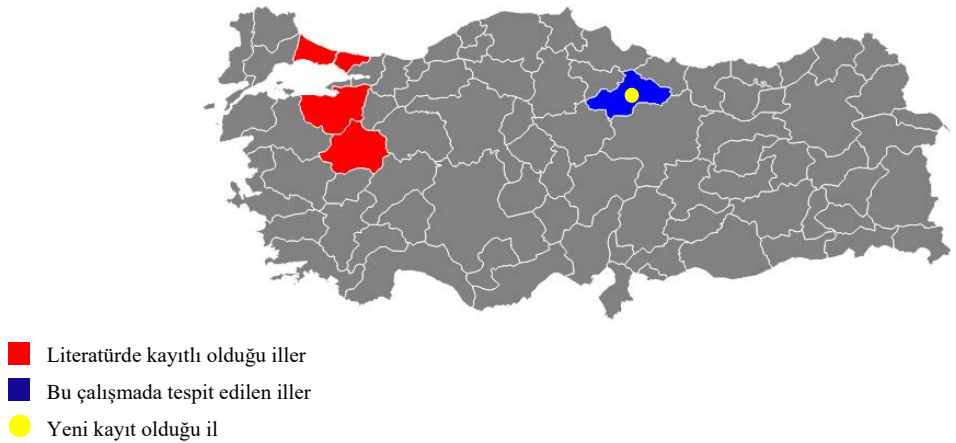 Literatürde kayıtlı olduğu iller
Bu çalışmada tespit edilen iller
Yeni kayıt olduğu il